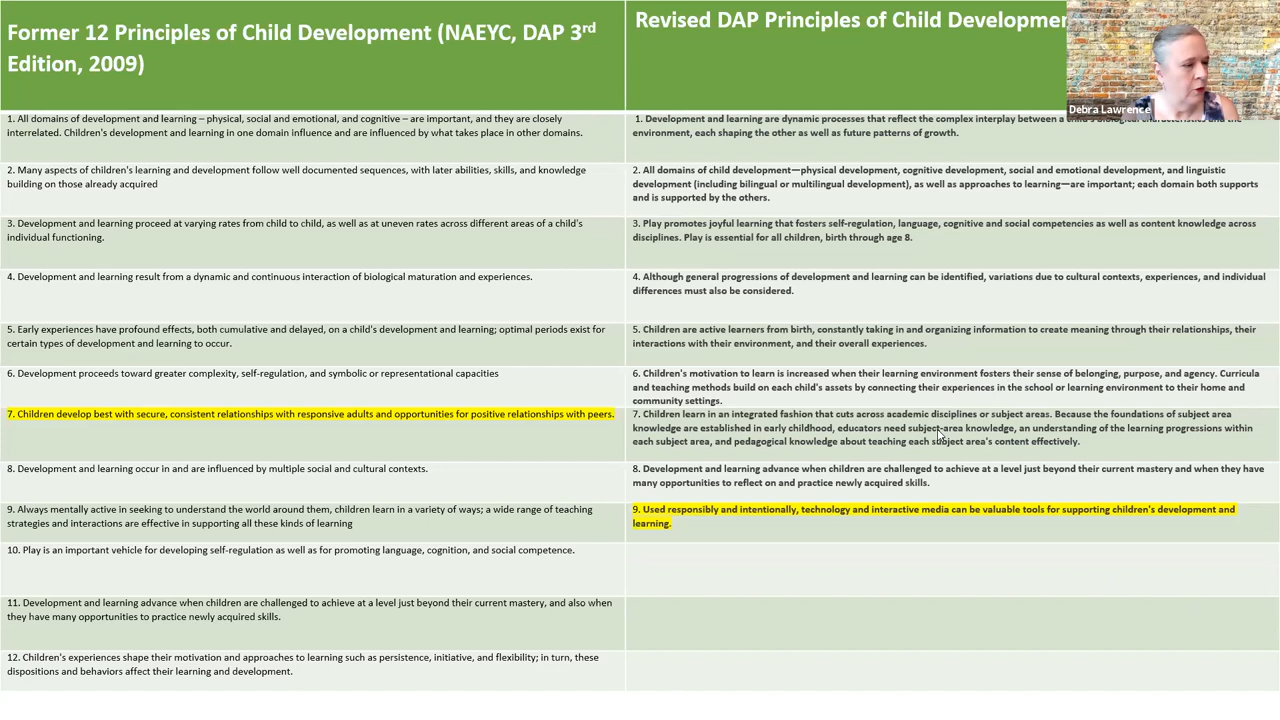 Former 12 Principles of Child Development (NAEYC, DAP 3rd
Edition, 2009)
Revised DAP Principles of Child Developmen
Debra Lawrence
1. All domains of development and learning – physical, social and emotional, and cognitive – are important, and they are closely
interrelated. Children's development and learning in one domain influence and are influenced by what takes place in other domains.
1. Development and learning are dynamic processes that reflect the complex interplay between a child's biological characteristics and the
environment, each shaping the other as well as future patterns of growth.
2. Many aspects of children's learning and development follow well documented sequences, with later abilities, skills, and knowledge
building on those already acquired
2. All domains of child development—physical development, cognitive development, social and emotional development, and linguistic
development (including bilingual or multilingual development), as well as approaches to learning—are important; each domain both supports
and is supported by the others.
3. Development and learning proceed at varying rates from child to child, as well as at uneven rates across different areas of a child's
individual functioning.
3. Play promotes joyful learning that fosters self-regulation, language, cognitive and social competencies as well as content knowledge across
disciplines. Play is essential for all children, birth through age 8.
4. Development and learning result from a dynamic and continuous interaction of biological maturation and experiences.
4. Although general progressions of development and learning can be identified, variations due to cultural contexts, experiences, and individual
differences must also be considered.
5. Early experiences have profound effects, both cumulative and delayed, on a child's development and learning; optimal periods exist for
certain types of development and learning to occur.
5. Children are active learners from birth, constantly taking in and organizing information to create meaning through their relationships, their
interactions with their environment, and their overall experiences.
6. Development proceeds toward greater complexity, self-regulation, and symbolic or representational capacities
6. Children's motivation to learn is increased when their learning environment fosters their sense of belonging, purpose, and agency. Curricula
and teaching methods build on each child's assets by connecting their experiences in the school or learning environment to their home and
community settings.
7. Children develop best with secure, consistent relationships with responsive adults and opportunities for positive relationships with peers.
7. Children learn in an integrated fashion that cuts across academic disciplines or subject areas. Because the foundations of subject area
knowledge are established in early childhood, educators need subject-area knowledge, an understanding of the learning progressions within
each subject area, and pedagogical knowledge about teaching each subject area's content effectively.
8. Development and learning occur in and are influenced by multiple social and cultural contexts.
8. Development and learning advance when children are challenged to achieve at a level just beyond their current mastery and when they have
many opportunities to reflect on and practice newly acquired skills.
9. Always mentally active in seeking to understand the world around them, children learn in a variety of ways; a wide range of teaching
strategies and interactions are effective in supporting all these kinds of learning
9. Used responsibly and intentionally, technology and interactive media can be valuable tools for supporting children's development and
learning.
10. Play is an important vehicle for developing self-regulation as well as for promoting language, cognition, and social competence.
11. Development and learning advance when children are challenged to achieve at a level just beyond their current mastery, and also when
they have many opportunities to practice newly acquired skills.
12. Children's experiences shape their motivation and approaches to learning such as persistence, initiative, and flexibility; in turn, these
dispositions and behaviors affect their learning and development.